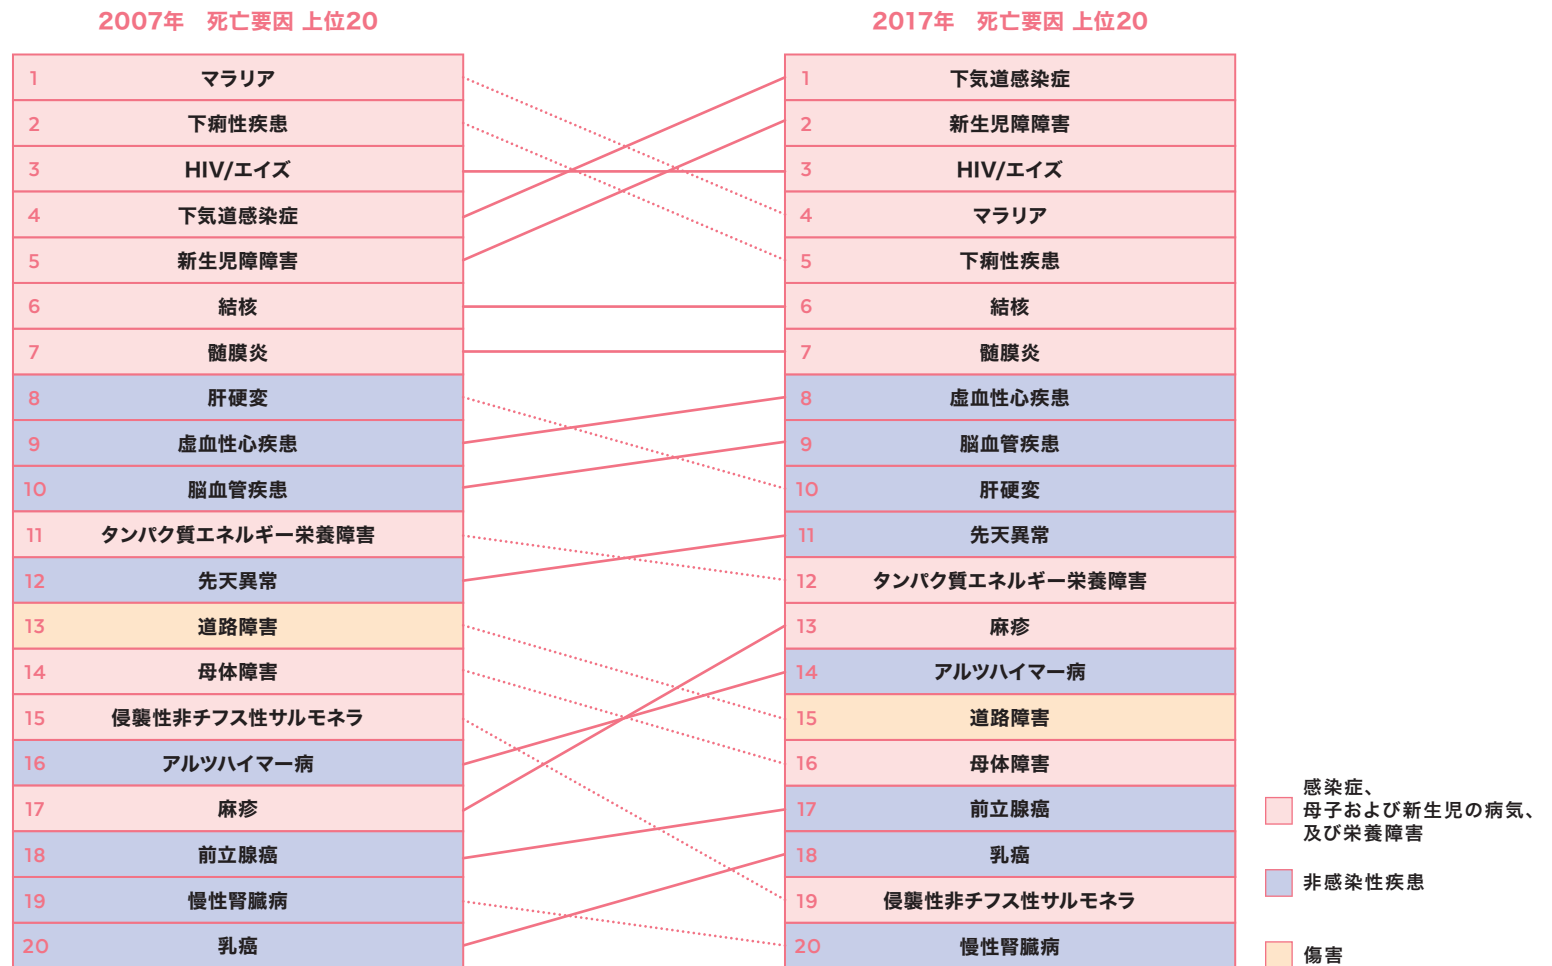 2007年　死亡要因 上位20
1 マラリア
2 下痢性疾患
3 HIV/エイズ
4 下気道感染症
5 新生児障障害
6 結核
7 髄膜炎
8 肝硬変
9 虚血性心疾患
10 脳血管疾患
11 タンパク質エネルギー栄養障害
12 先天異常
13 道路障害
14 母体障害
15 侵襲性非チフス性サルモネラ
16 アルツハイマー病
17 麻疹
18 前立腺癌
19 慢性腎臓病
20 乳癌
2017年　死亡要因 上位20
1 下気道感染症
2 新生児障障害
3 HIV/エイズ
4 マラリア
5 下痢性疾患
6 結核
7 髄膜炎
8 虚血性心疾患
9 脳血管疾患
10 肝硬変
11 先天異常
12 タンパク質エネルギー栄養障害
13 麻疹
14 アルツハイマー病
15 道路障害
16 母体障害
17 前立腺癌
18 乳癌
19 侵襲性非チフス性サルモネラ
20 慢性腎臓病
感染症、
母子および新生児の病気、
及び栄養障害
非感染性疾患
傷害